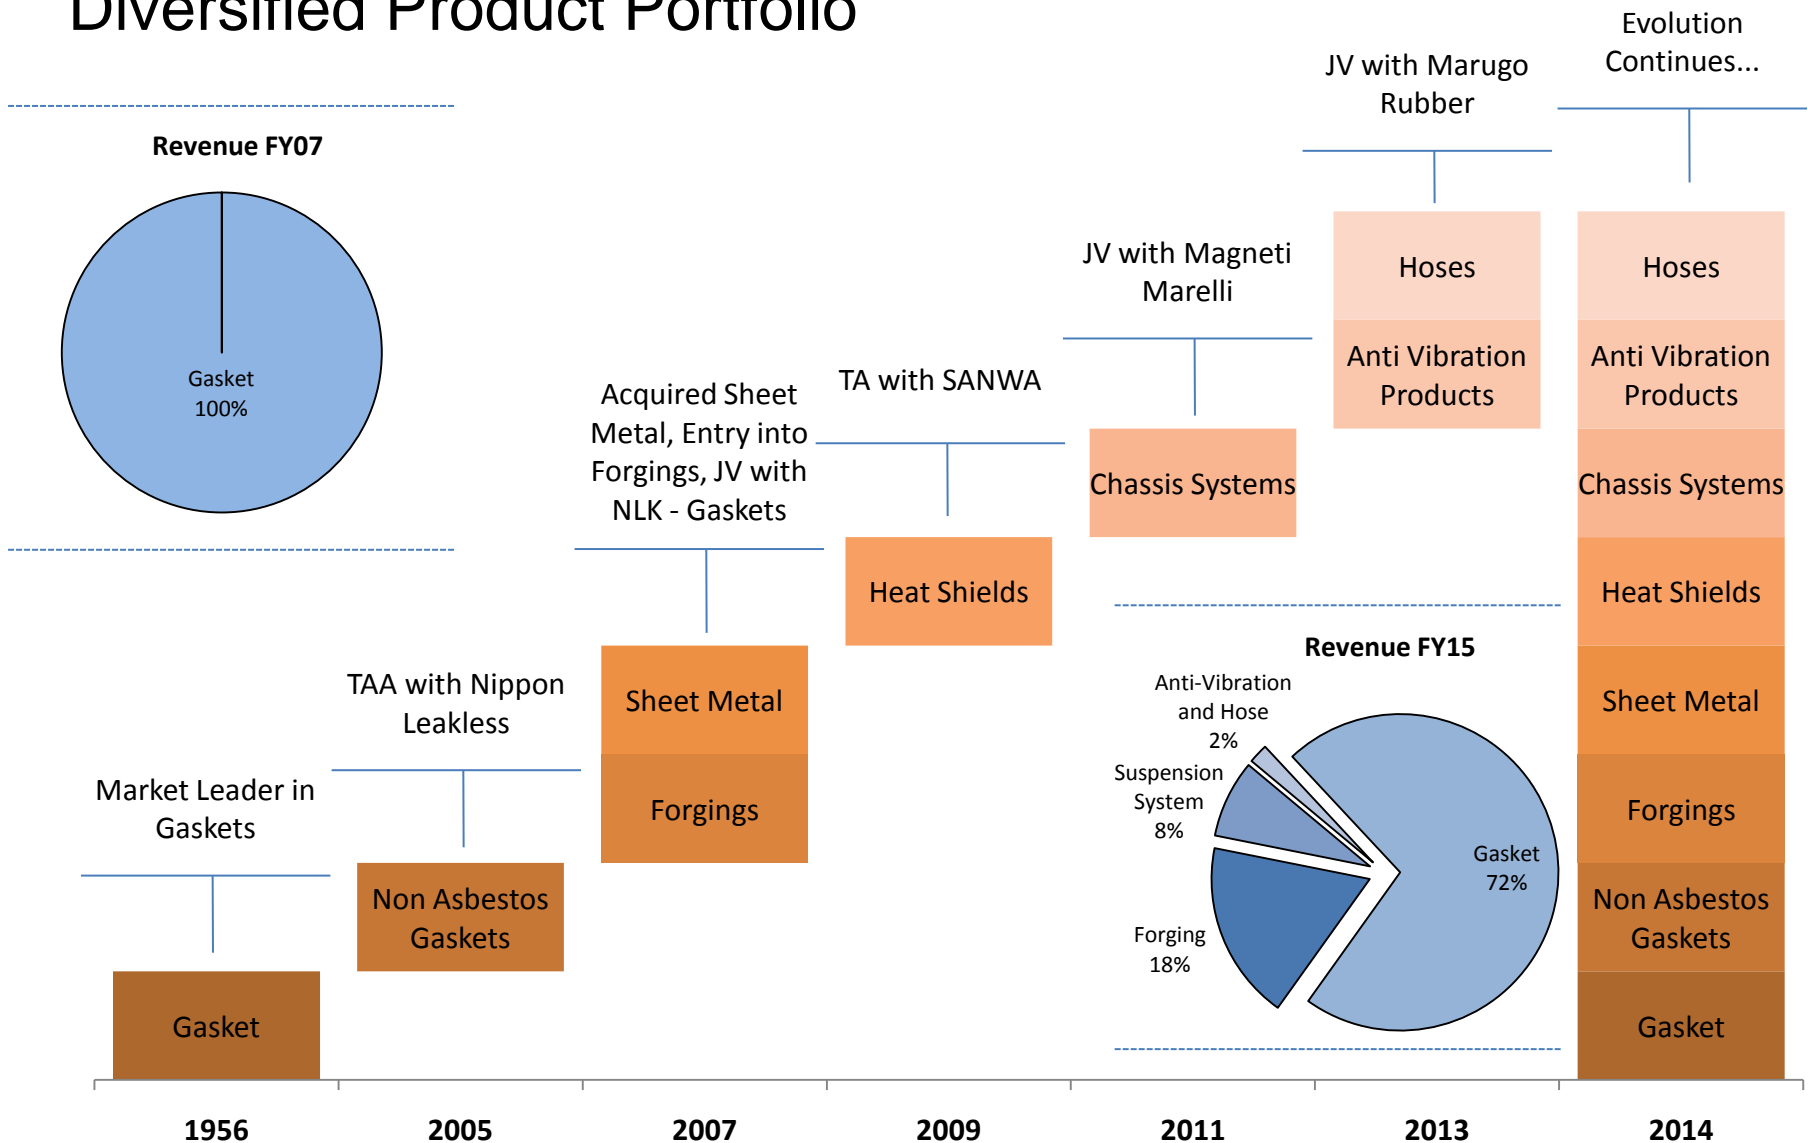 Diversified Product Portfolio
Revenue FY07
Gasket
100%
Market Leader in
Gaskets
Gasket
TAA with Nippon
Leakless
Non Asbestos
Gaskets
Acquired Sheet
Metal, Entry into
Forgings, JV with
NLK - Gaskets
Sheet Metal
Forgings
TA with SANWA
Heat Shields
JV with Magneti
Marelli
Chassis Systems
JV with Marugo
Rubber
Hoses
Anti Vibration
Products
Evolution
Continues...
Hoses
Anti Vibration
Products
Chassis Systems
Heat Shields
Sheet Metal
Forgings
Non Asbestos
Gaskets
Gasket
Revenue FY15
Anti-Vibration
and Hose
2%
Suspension
System
8%
Forging
18%
Gasket
72%
1956
2005
2007
2009
2011
2013
2014